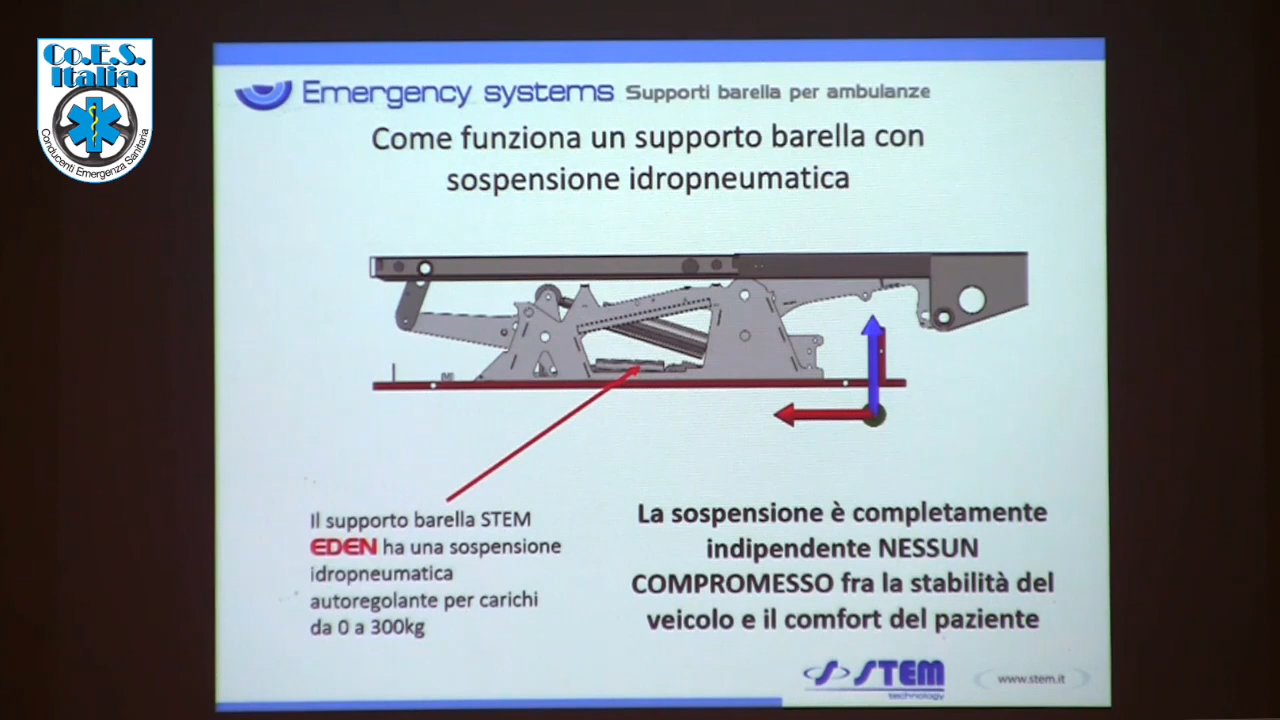 Co.E.S.
Italia
Conducenti Emergenza Sanitaria
Emergency systems Supporti barella per ambulanze
Come funziona un supporto barella con
sospensione idropneumatica
Il supporto barella STEM
EDEN ha una sospensione
idropneumatica
autoregolante per carichi
da 0 a 300kg
La sospensione è completamente
indipendente NESSUN
COMPROMESSO fra la stabilità del
veicolo e il comfort del paziente
STEM
technology
www.stem.it